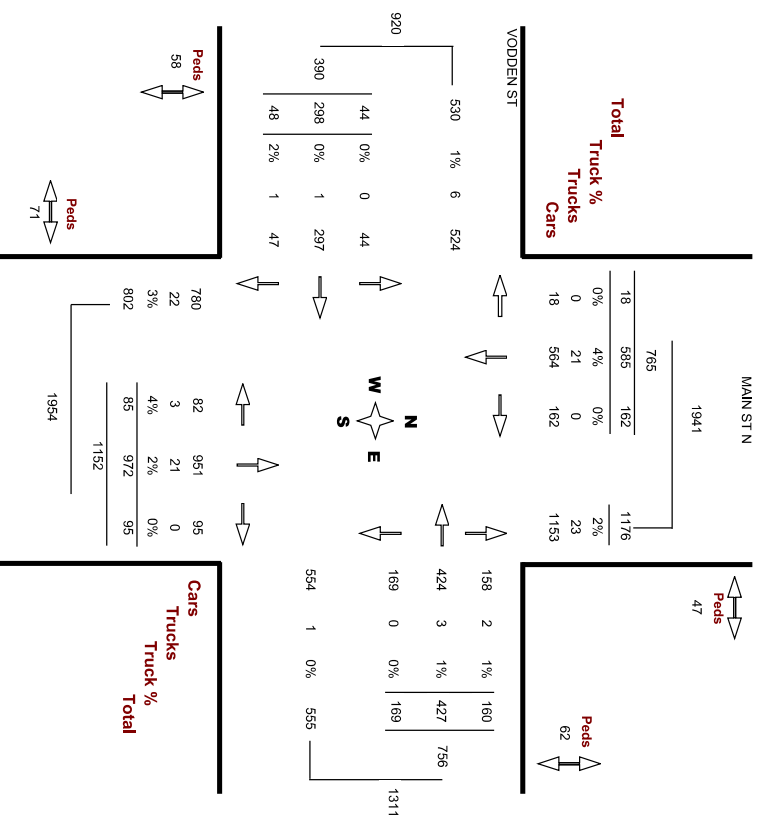 MAIN ST N
1941
765
18 585 162 1176
0% 4% 0% 2%
0 21 0 23
18 564 162 1153
Total
Truck %
Trucks
Cars
Peds
47
VODDEN ST
920
390
530 1% 6 524
44 0% 0 44
298 0% 1 297
48 2% 1 47
Peds
58
Peds
71
N
W E
S
158 2 1% 160
424 3 1% 427
169 0 0% 169
756
554 1 0% 555
1311
Peds
62
780 82 951 95
22 3 21 0
3% 4% 2% 0%
802 85 972 95
1152
1954
Cars
Trucks
Truck %
Total